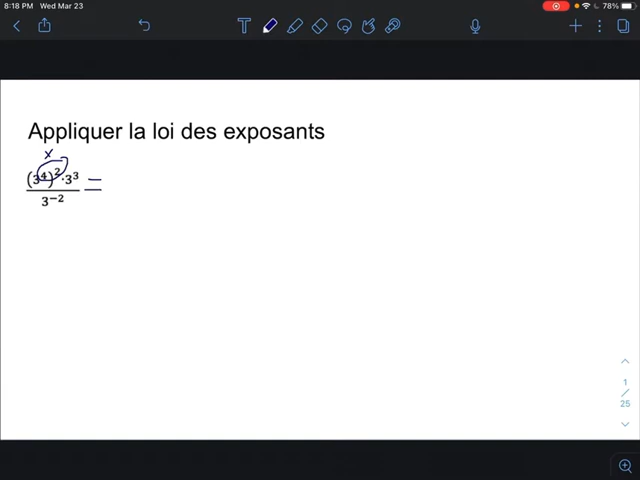 8:18 PM Wed Mar 23 78%
T
Appliquer la loi des exposants
x
(3⁴)² · 3³ =
3⁻²
1
/
25